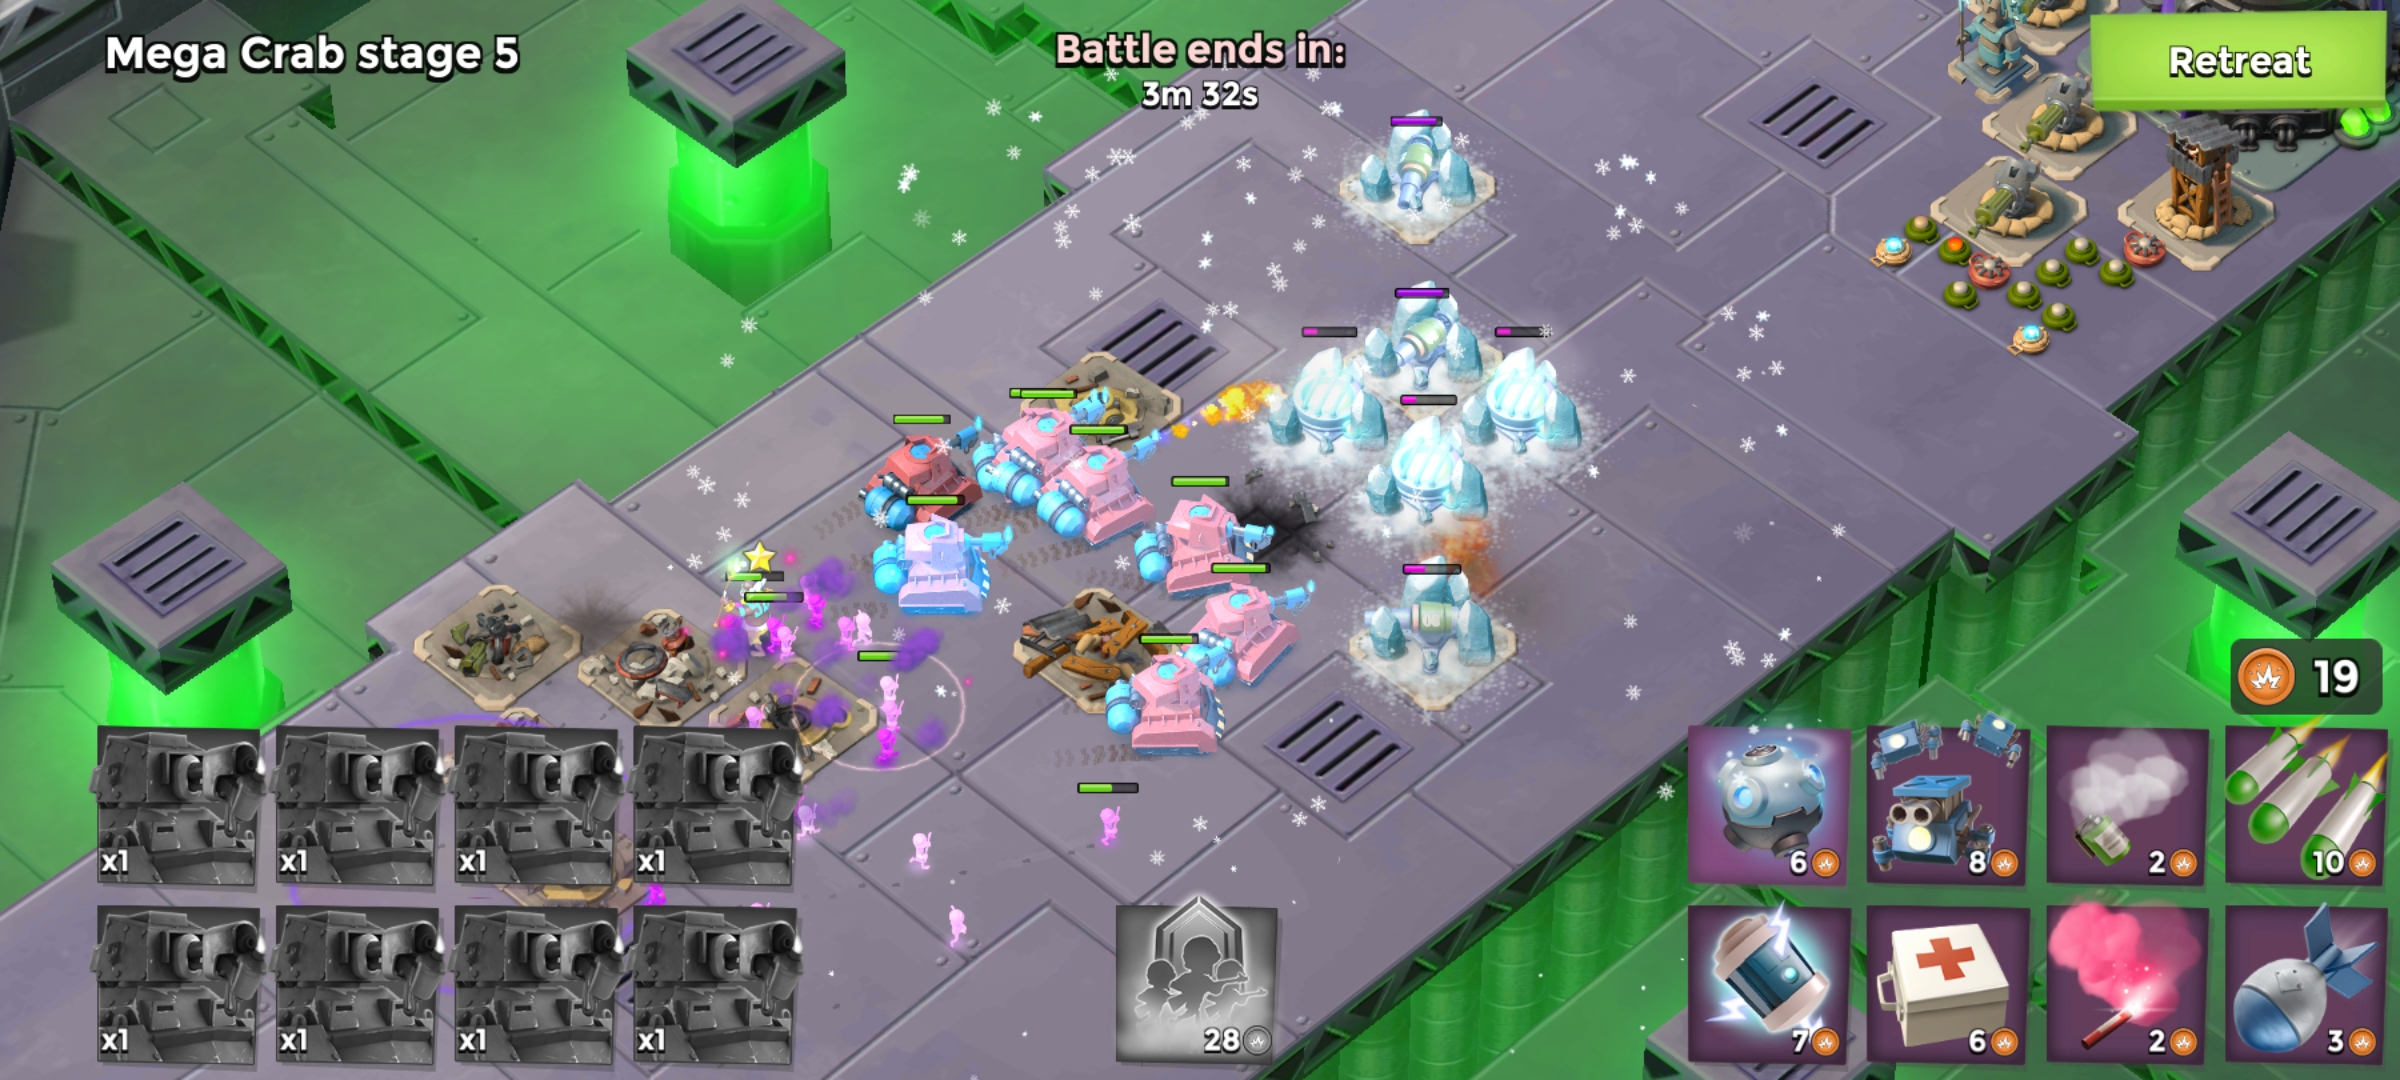 Mega Crab stage 5
Battle ends in:
3m 32s
Retreat
19
x1
x1
x1
x1
6
8
2
10
x1
x1
x1
x1
28
7
6
2
3